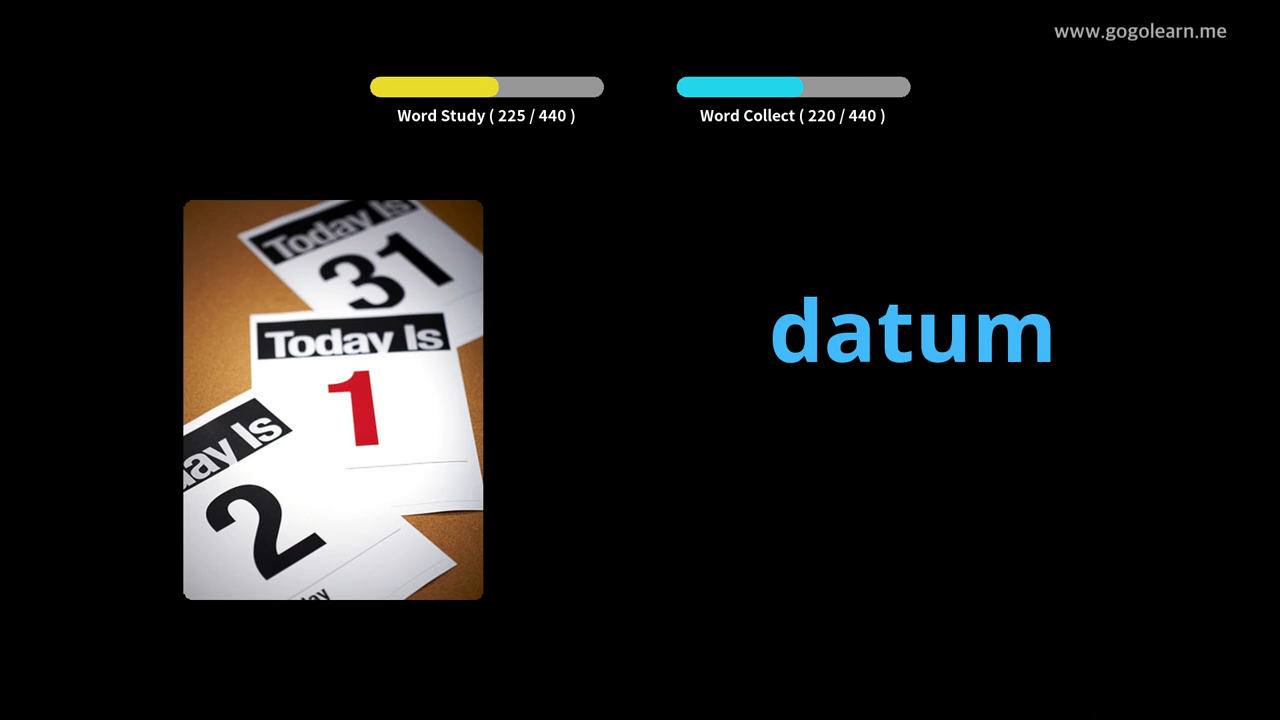 www.gogolearn.me
Word Study ( 225 / 440 )
Word Collect ( 220 / 440 )
Today Is
31
Today Is
1
ay Is
2
ay
datum